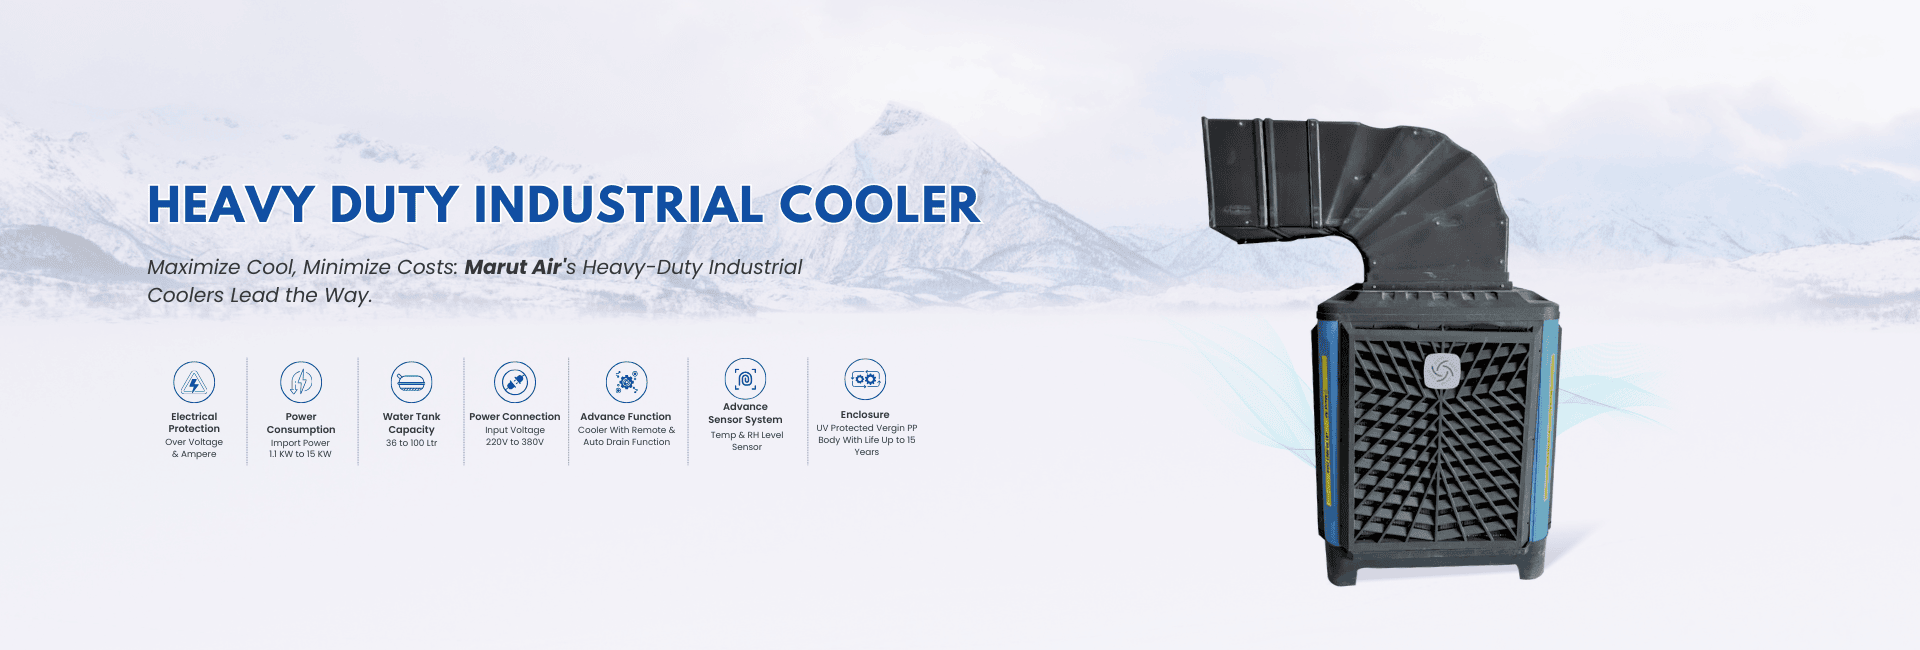 HEAVY DUTY INDUSTRIAL COOLER
Maximize Cool, Minimize Costs: Marut Air's Heavy-Duty Industrial
Coolers Lead the Way.
Electrical
Protection
Over Voltage
& Ampere
Power
Consumption
Import Power
1.1 KW to 15 KW
Water Tank
Capacity
36 to 100 Ltr
Power Connection
Input Voltage
220V to 380V
Advance Function
Cooler With Remote &
Auto Drain Function
Advance
Sensor System
Temp & RH Level
Sensor
Enclosure
UV Protected Vergin PP
Body With Life Up to 15
Years